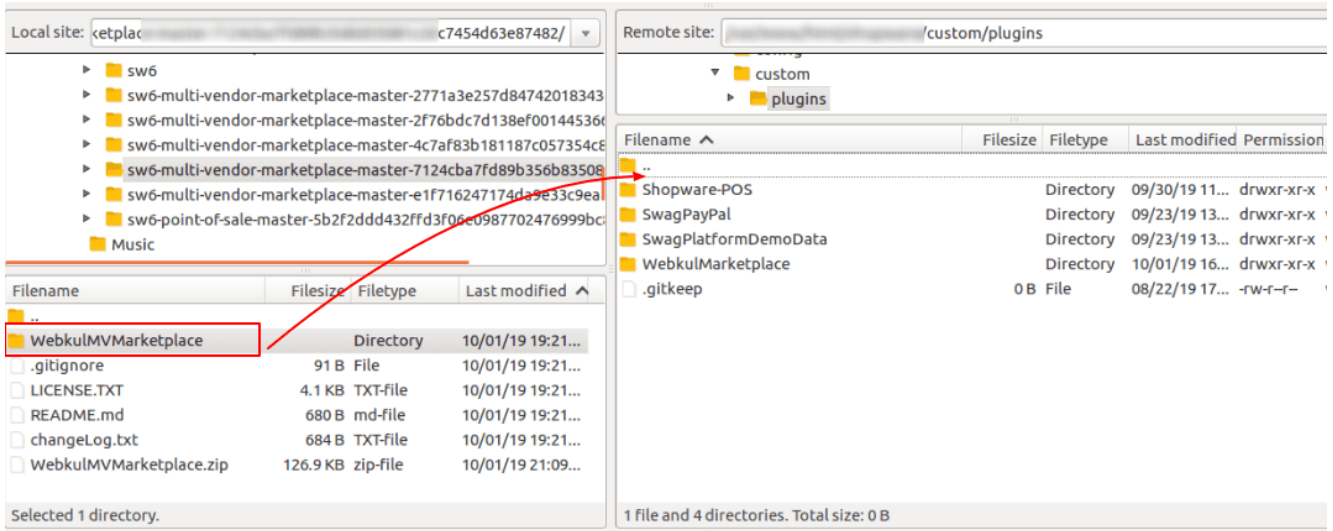 Local site: c7454d63e87482/
sw6
sw6-multi-vendor-marketplace-master-2771a3e257d84742018343
sw6-multi-vendor-marketplace-master-2f76bdc7d138ef00144536
sw6-multi-vendor-marketplace-master-4c7af83b181187c057354c8
sw6-multi-vendor-marketplace-master-7124cba7fd89b356b83508
sw6-multi-vendor-marketplace-master-e1f716247174da9e33c9ea
sw6-point-of-sale-master-5b2f2ddd432ffd3f06c0987702476999bc
Music
Filename Filesize Filetype Last modified
..
WebkulMVMarketplace Directory 10/01/19 19:21...
.gitignore 91 B File 10/01/19 19:21...
LICENSE.TXT 4.1 KB TXT-file 10/01/19 19:21...
README.md 680 B md-file 10/01/19 19:21...
changeLog.txt 684 B TXT-file 10/01/19 19:21...
WebkulMVMarketplace.zip 126.9 KB zip-file 10/01/19 21:09...
Selected 1 directory.
Remote site: /custom/plugins
custom
plugins
Filename Filesize Filetype Last modified Permission
..
Shopware-POS Directory 09/30/19 11... drwxr-xr-x
SwagPayPal Directory 09/23/19 13... drwxr-xr-x
SwagPlatformDemoData Directory 09/23/19 13... drwxr-xr-x
WebkulMarketplace Directory 10/01/19 16... drwxr-xr-x
.gitkeep 0 B File 08/22/19 17... -rw-r--r--
1 file and 4 directories. Total size: 0 B